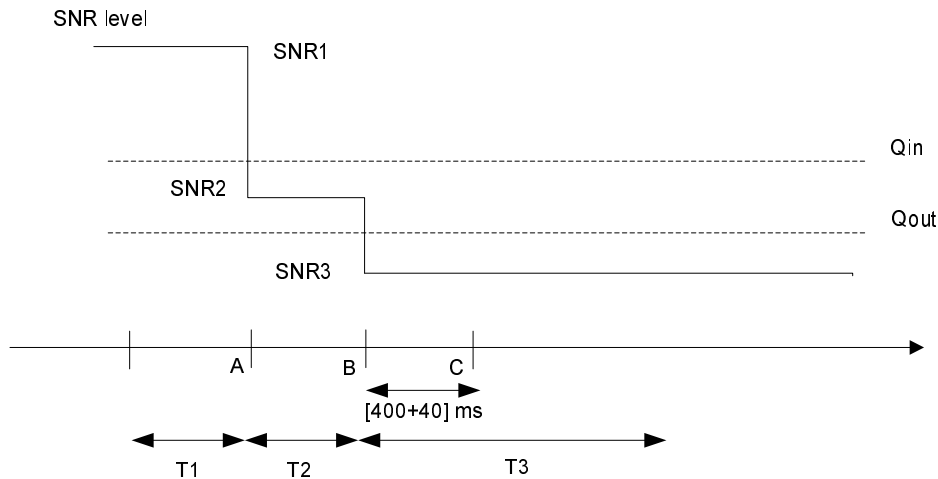 SNR level
SNR1
Qin
SNR2
Qout
SNR3
A
B
C
[400+40] ms
T1
T2
T3